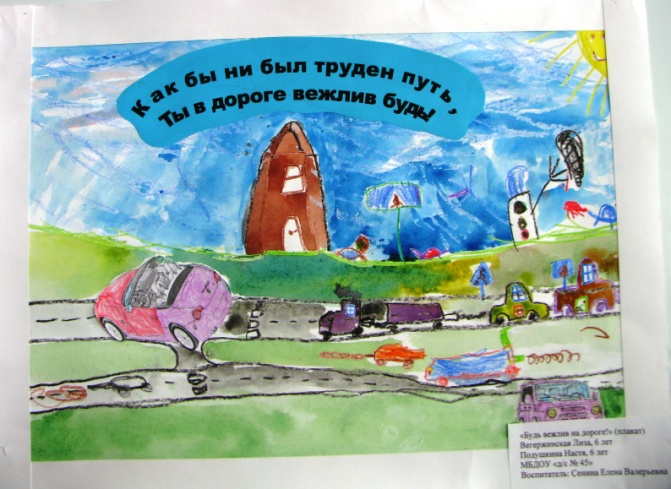 Как бы ни был труден путь,
Ты в дороге вежлив будь!
«Будь вежлив на дороге!» (плакат)
Вегержинская Лиза, 6 лет
Подушкина Настя, 6 лет
МБДОУ «д/с № 45»
Воспитатель: Сенина Елена Валерьевна